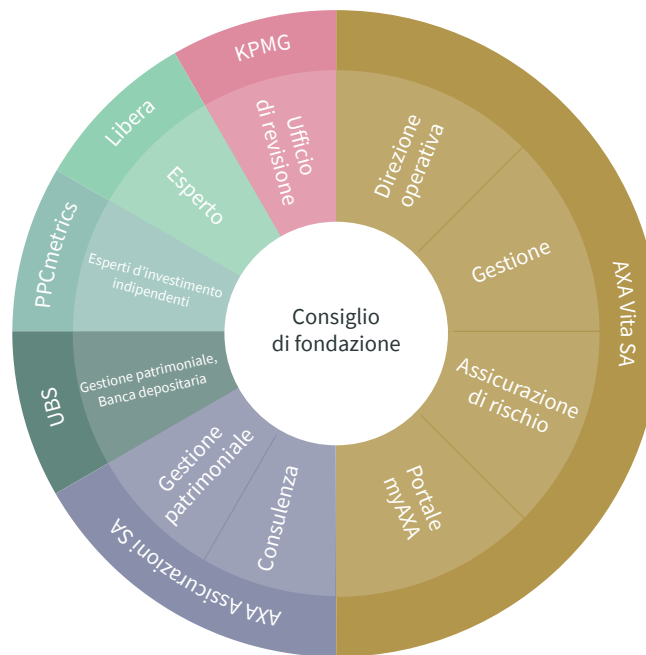 KPMG
Ufficio
di revisione
Libera
Esperto
PPCmetrics
Esperti d’investimento
indipendenti
UBS
Gestione patrimoniale,
Banca depositaria
AXA Assicurazioni SA
Gestione
patrimoniale
Consulenza
AXA Vita SA
Direzione
operativa
Gestione
Assicurazione
di rischio
Portale
myAXA
Consiglio
di fondazione